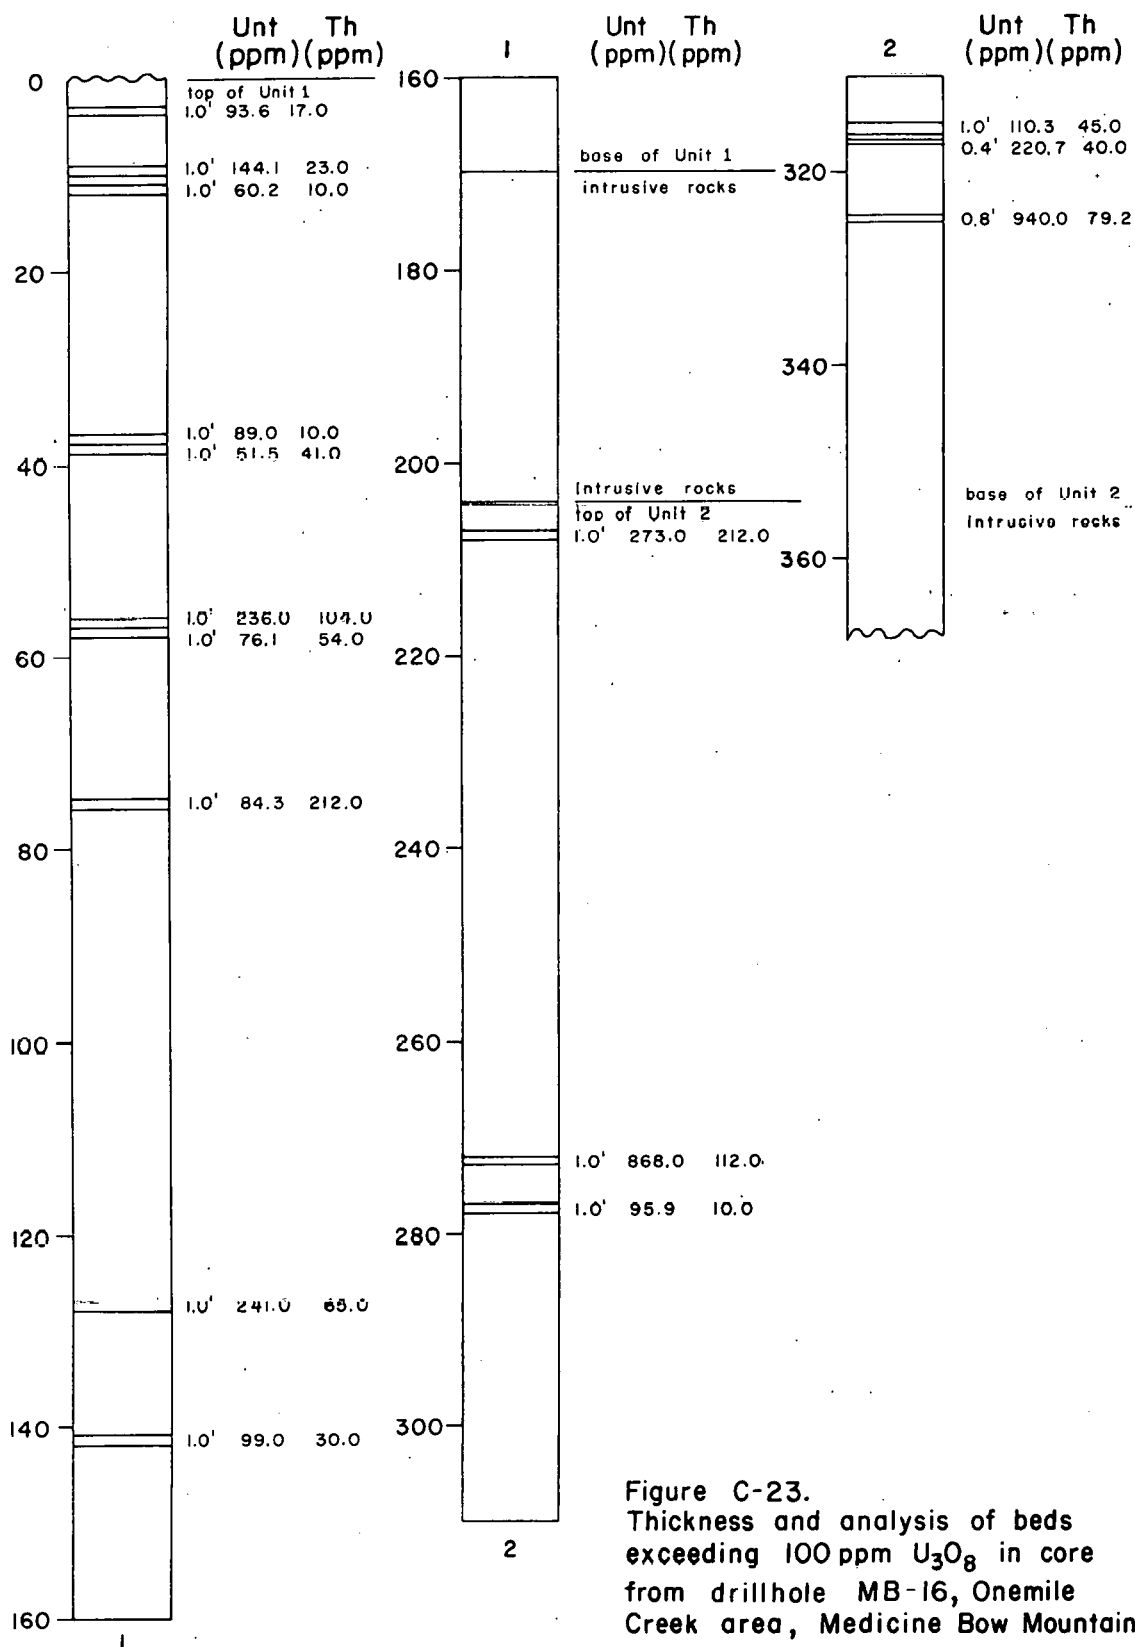 Unt Th
(ppm) (ppm)
0
top of Unit 1
1.0' 93.6 17.0
1.0' 144.1 23.0
1.0' 60.2 10.0
20
1.0' 89.0 10.0
1.0' 51.5 41.0
40
1.0' 236.0 104.0
1.0' 76.1 54.0
60
1.0' 84.3 212.0
80
100
120
1.0' 241.0 65.0
140
1.0' 99.0 30.0
160
1
1
Unt Th
(ppm) (ppm)
160
base of Unit 1
intrusive rocks
180
200
Intrusive rocks
top of Unit 2
1.0' 273.0 212.0
220
240
260
1.0' 868.0 112.0
1.0' 95.9 10.0
280
300
2
2
Unt Th
(ppm) (ppm)
1.0' 110.3 45.0
0.4' 220.7 40.0
320
0.8' 940.0 79.2
340
base of Unit 2
Intrusive rocks
360
Figure C-23.
Thickness and analysis of beds
exceeding 100 ppm U₃O₈ in core
from drillhole MB-16, Onemile
Creek area, Medicine Bow Mountain